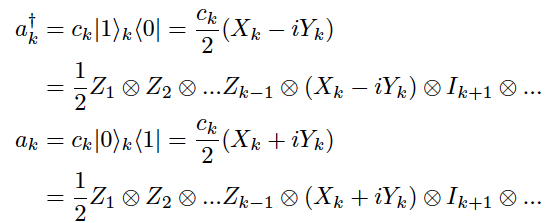 a†_k = c_k|1⟩_k⟨0| = c_k/2 (X_k − iY_k)
= 1/2 Z_1 ⊗ Z_2 ⊗ ...Z_{k−1} ⊗ (X_k − iY_k) ⊗ I_{k+1} ⊗ ...
a_k = c_k|0⟩_k⟨1| = c_k/2 (X_k + iY_k)
= 1/2 Z_1 ⊗ Z_2 ⊗ ...Z_{k−1} ⊗ (X_k + iY_k) ⊗ I_{k+1} ⊗ ...